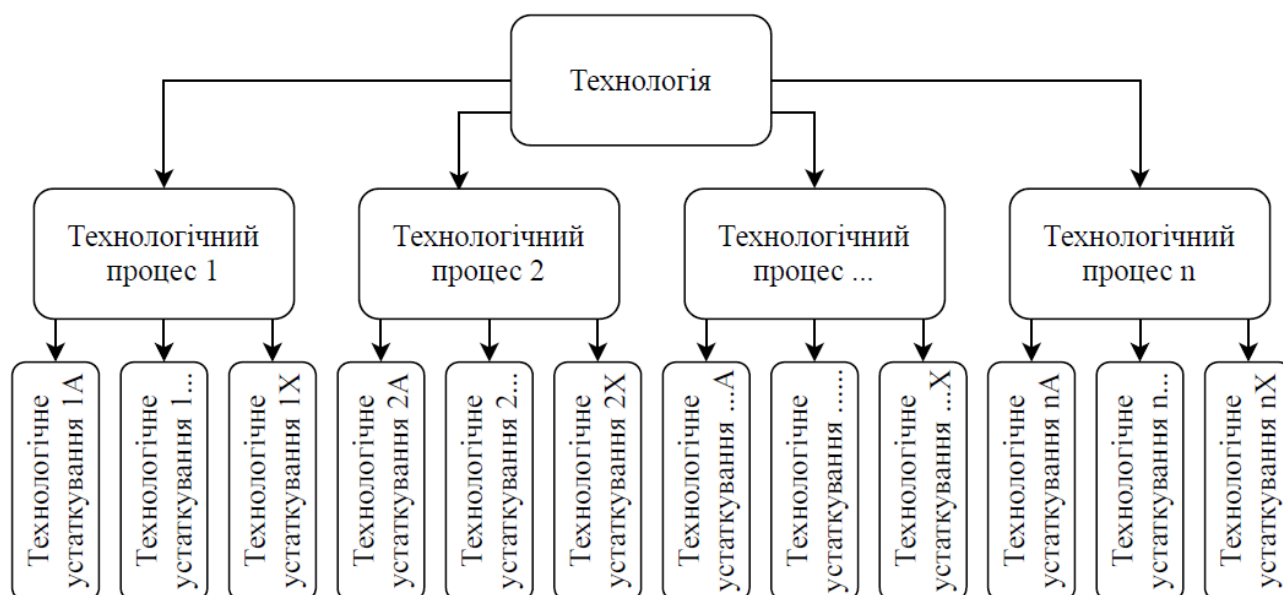 Технологія
Технологічний
процес 1
Технологічний
процес 2
Технологічний
процес ...
Технологічний
процес n
Технологічне
устаткування 1А
Технологічне
устаткування 1...
Технологічне
устаткування 1Х
Технологічне
устаткування 2А
Технологічне
устаткування 2...
Технологічне
устаткування 2Х
Технологічне
устаткування ...А
Технологічне
устаткування ......
Технологічне
устаткування ...Х
Технологічне
устаткування nА
Технологічне
устаткування n...
Технологічне
устаткування nХ